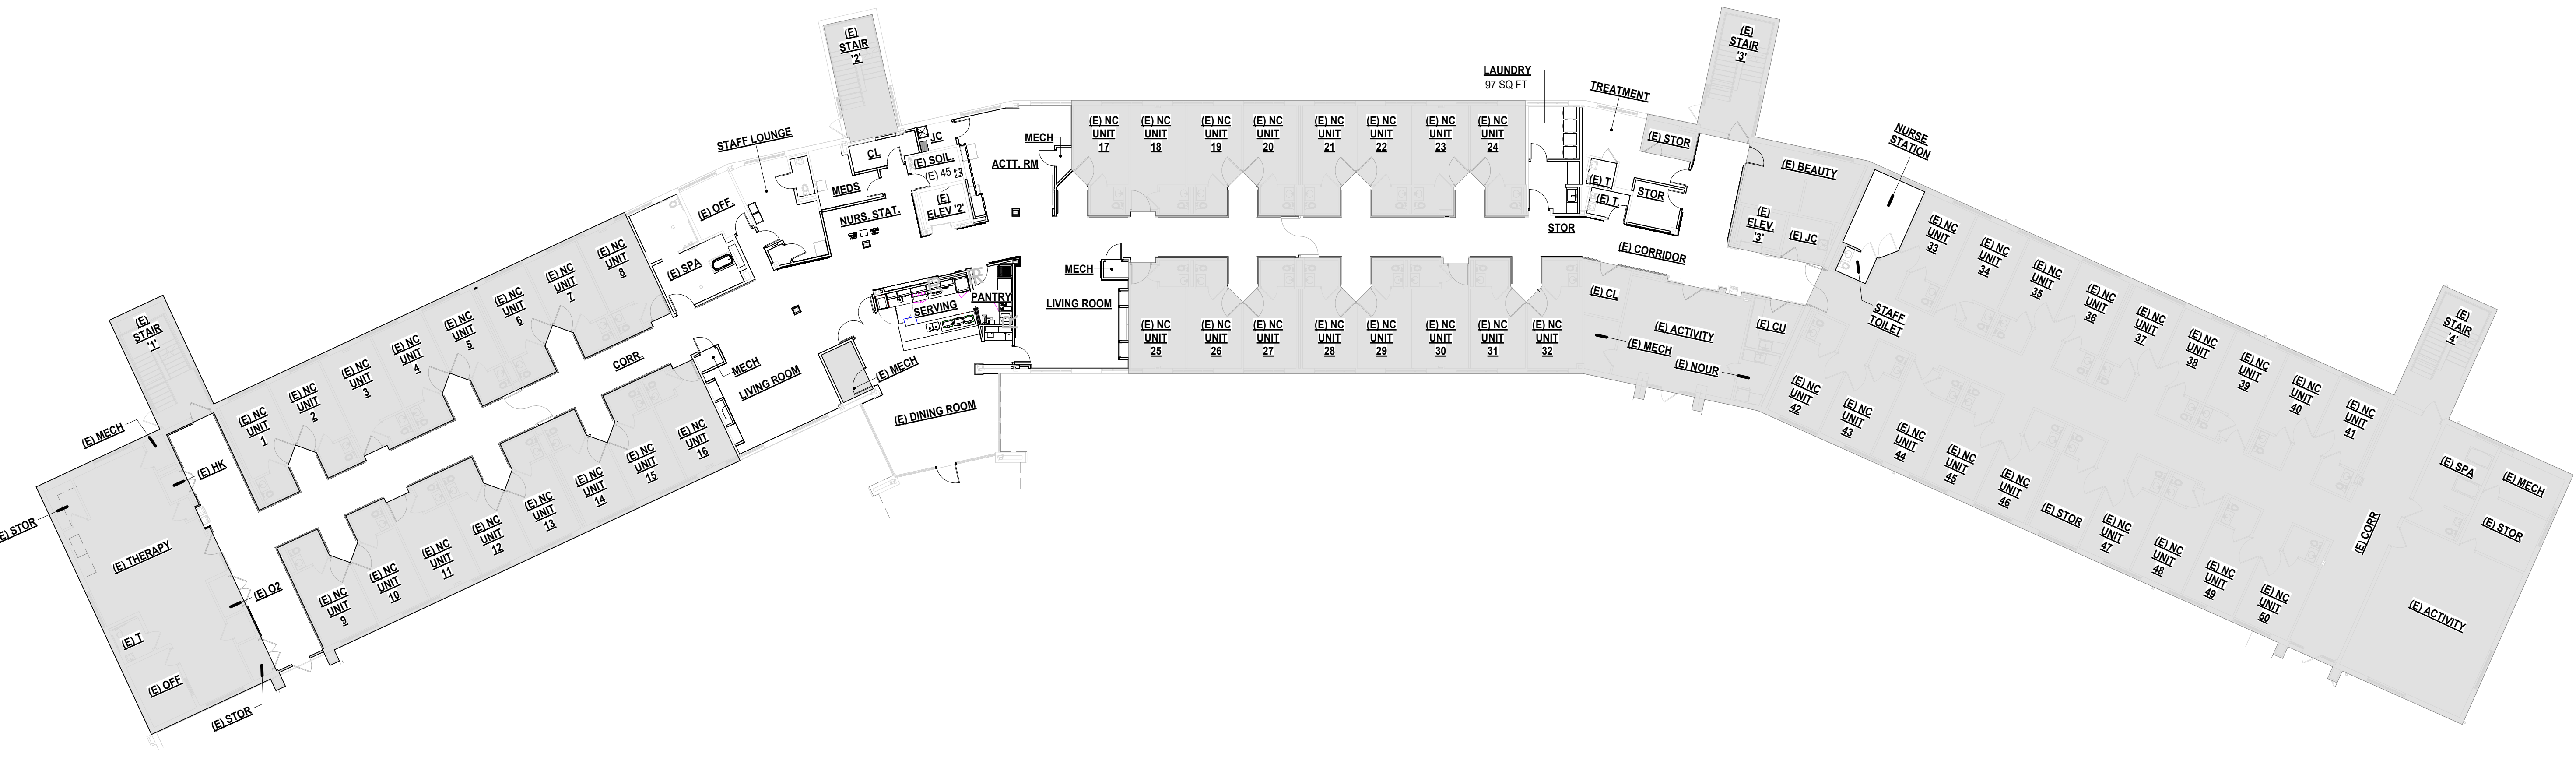 (E)
STAIR
'2'
(E)
STAIR
'3'
LAUNDRY
97 SQ FT
TREATMENT
STAFF LOUNGE
JC
CL
(E) SOIL.
(E) 45
MEDS
(E)
ELEV '2'
NURS. STAT.
(E) OFF.
(E) SPA
MECH
ACTT. RM
(E) NC
UNIT
17
(E) NC
UNIT
18
(E) NC
UNIT
19
(E) NC
UNIT
20
(E) NC
UNIT
21
(E) NC
UNIT
22
(E) NC
UNIT
23
(E) NC
UNIT
24
(E) STOR
(E) T
(E) T.
STOR
STOR
(E) BEAUTY
NURSE
STATION
(E)
ELEV.
'3'
(E) JC
(E) CORRIDOR
STAFF
TOILET
(E) NC
UNIT
33
(E) NC
UNIT
34
(E) NC
UNIT
35
(E) NC
UNIT
36
(E) NC
UNIT
37
(E) NC
UNIT
38
(E) NC
UNIT
39
(E) NC
UNIT
40
(E) NC
UNIT
41
(E)
STAIR
'4'
(E)
STAIR
'1'
(E) NC
UNIT
1
(E) NC
UNIT
2
(E) NC
UNIT
3
(E) NC
UNIT
4
(E) NC
UNIT
5
(E) NC
UNIT
6
(E) NC
UNIT
7
(E) NC
UNIT
8
CORR.
MECH
LIVING ROOM
(E) MECH
SERVING
PANTRY
(E) DINING ROOM
MECH
LIVING ROOM
(E) NC
UNIT
25
(E) NC
UNIT
26
(E) NC
UNIT
27
(E) NC
UNIT
28
(E) NC
UNIT
29
(E) NC
UNIT
30
(E) NC
UNIT
31
(E) NC
UNIT
32
(E) CL
(E) ACTIVITY
(E) MECH
(E) CU
(E) NOUR
(E) NC
UNIT
42
(E) NC
UNIT
43
(E) NC
UNIT
44
(E) NC
UNIT
45
(E) NC
UNIT
46
(E) STOR
(E) NC
UNIT
47
(E) NC
UNIT
48
(E) NC
UNIT
49
(E) NC
UNIT
50
(E) CORR
(E) SPA
(E) MECH
(E) STOR
(E) ACTIVITY
(E) MECH
(E) HK
(E) STOR
(E) THERAPY
(E) O2
(E) T
(E) OFF
(E) STOR
(E) NC
UNIT
9
(E) NC
UNIT
10
(E) NC
UNIT
11
(E) NC
UNIT
12
(E) NC
UNIT
13
(E) NC
UNIT
14
(E) NC
UNIT
15
(E) NC
UNIT
16